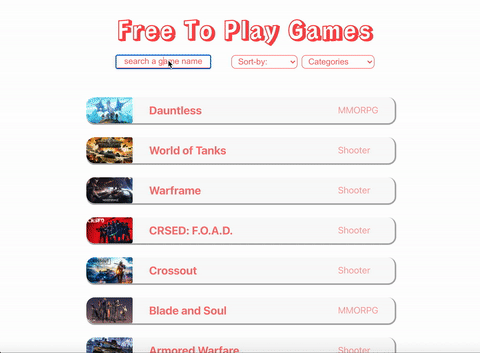 Free To Play Games
search a game name
Sort-by:
Categories
Dauntless
MMORPG
World of Tanks
Shooter
Warframe
Shooter
CRSED: F.O.A.D.
Shooter
Crossout
Shooter
Blade and Soul
MMORPG
Armored Warfare
Shooter